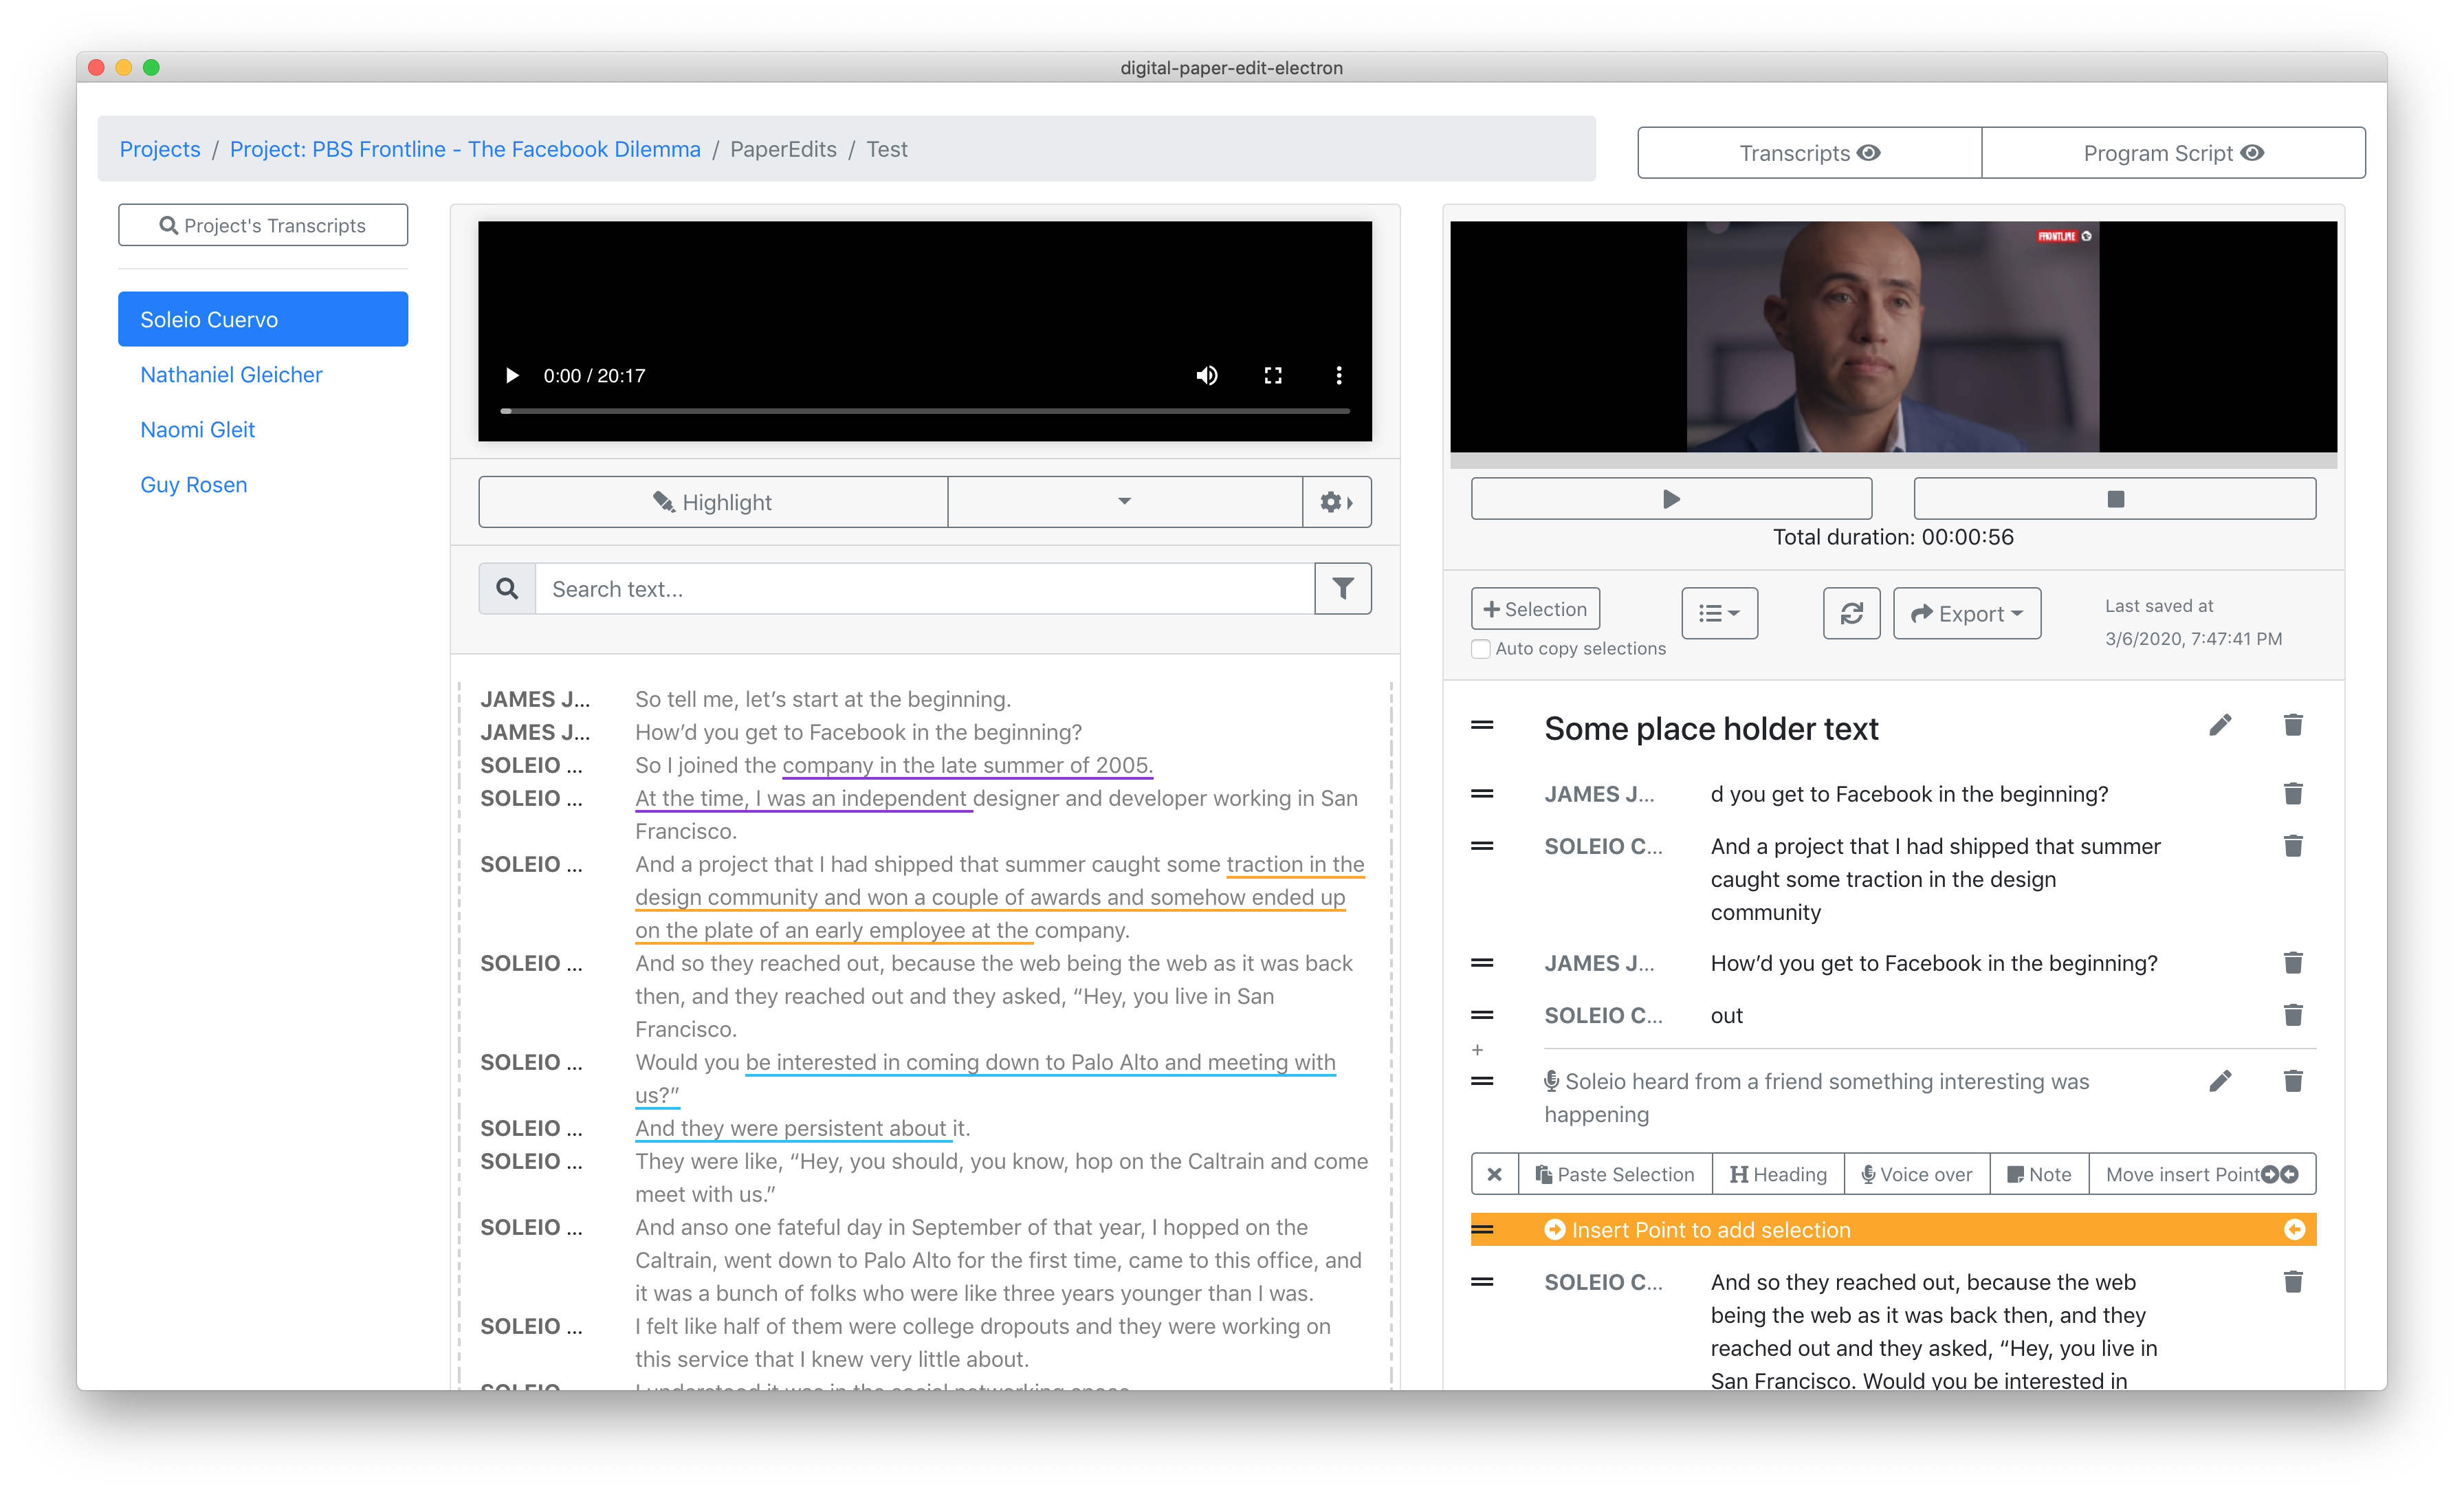 digital-paper-edit-electron
Projects / Project: PBS Frontline - The Facebook Dilemma / PaperEdits / Test
Transcripts
Program Script
Project's Transcripts
Soleio Cuervo
Nathaniel Gleicher
Naomi Gleit
Guy Rosen
0:00 / 20:17
Highlight
Search text...
JAMES J... So tell me, let’s start at the beginning.
JAMES J... How’d you get to Facebook in the beginning?
SOLEIO ... So I joined the company in the late summer of 2005.
SOLEIO ... At the time, I was an independent designer and developer working in San
Francisco.
SOLEIO ... And a project that I had shipped that summer caught some traction in the
design community and won a couple of awards and somehow ended up
on the plate of an early employee at the company.
SOLEIO ... And so they reached out, because the web being the web as it was back
then, and they reached out and they asked, “Hey, you live in San
Francisco.
SOLEIO ... Would you be interested in coming down to Palo Alto and meeting with
us?”
SOLEIO ... And they were persistent about it.
SOLEIO ... They were like, “Hey, you should, you know, hop on the Caltrain and come
meet with us.”
SOLEIO ... And anso one fateful day in September of that year, I hopped on the
Caltrain, went down to Palo Alto for the first time, came to this office, and
it was a bunch of folks who were like three years younger than I was.
SOLEIO ... I felt like half of them were college dropouts and they were working on
this service that I knew very little about.
SOLEIO I understood it was in the social networking space
FRONTLINE
Total duration: 00:00:56
Selection
Auto copy selections
Export
Last saved at
3/6/2020, 7:47:41 PM
Some place holder text
JAMES J... d you get to Facebook in the beginning?
SOLEIO C... And a project that I had shipped that summer
caught some traction in the design
community
JAMES J... How’d you get to Facebook in the beginning?
SOLEIO C... out
Soleio heard from a friend something interesting was
happening
Paste Selection
Heading
Voice over
Note
Move insert Point
Insert Point to add selection
SOLEIO C... And so they reached out, because the web
being the web as it was back then, and they
reached out and they asked, “Hey, you live in
San Francisco. Would you be interested in